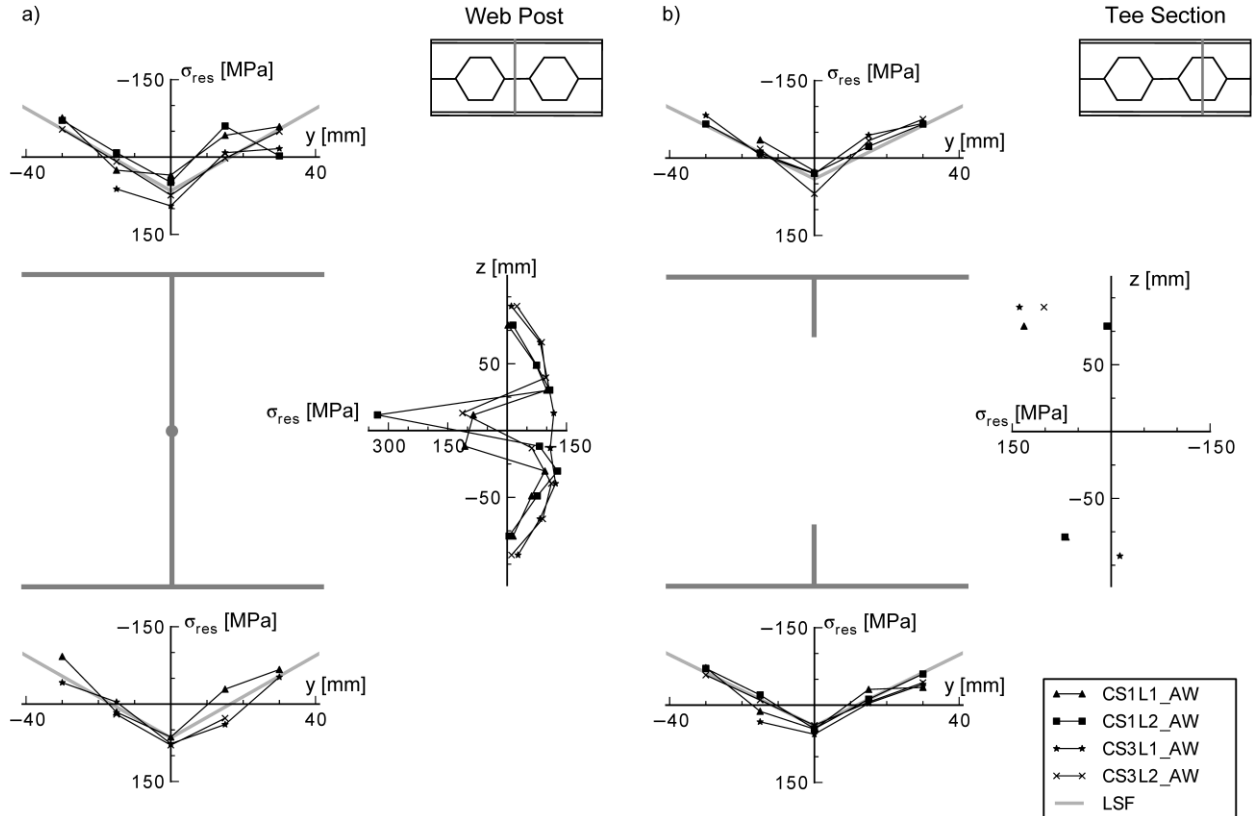 a)
Web Post
−150
σres [MPa]
y [mm]
−40
40
150
z [mm]
50
σres [MPa]
300
150
−150
−50
−150
σres [MPa]
y [mm]
−40
40
150
b)
Tee Section
−150
σres [MPa]
y [mm]
−40
40
150
z [mm]
50
σres [MPa]
150
−150
−50
−150
σres [MPa]
y [mm]
−40
40
150
CS1L1_AW
CS1L2_AW
CS3L1_AW
CS3L2_AW
LSF